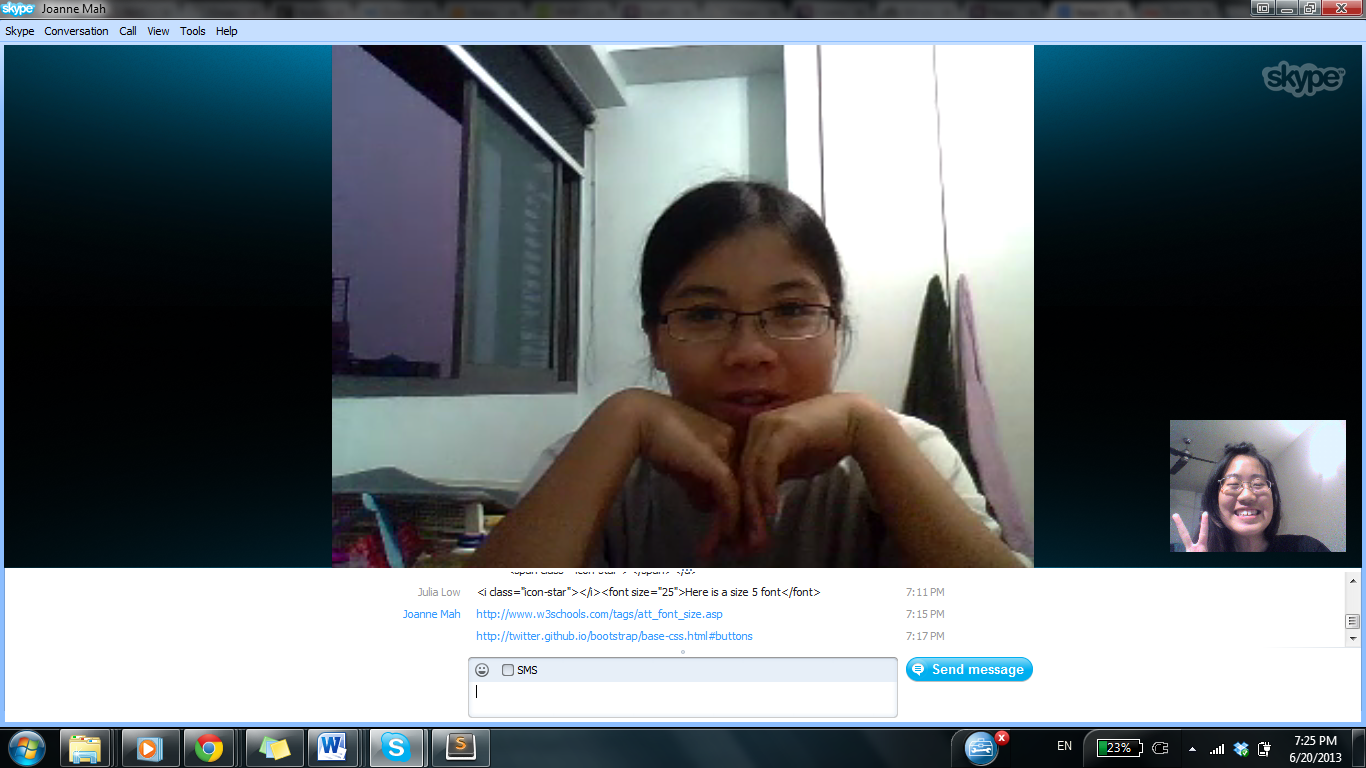 skype Joanne Mah
Skype Conversation Call View Tools Help
skype
Julia Low <i class="icon-star"></i><font size="25">Here is a size 5 font</font> 7:11 PM
Joanne Mah http://www.w3schools.com/tags/att_font_size.asp 7:15 PM
http://twitter.github.io/bootstrap/base-css.html#buttons 7:17 PM
SMS
Send message
EN 23% 7:25 PM
6/20/2013